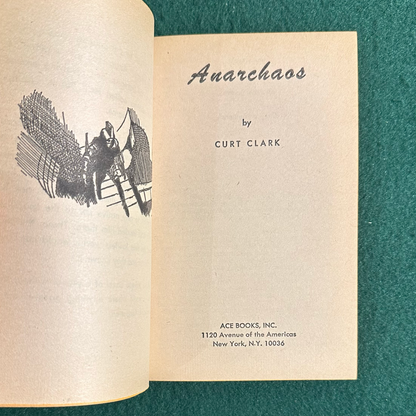 Anarchaos
by
CURT CLARK
ACE BOOKS, INC.
1120 Avenue of the Americas
New York, N.Y. 10036